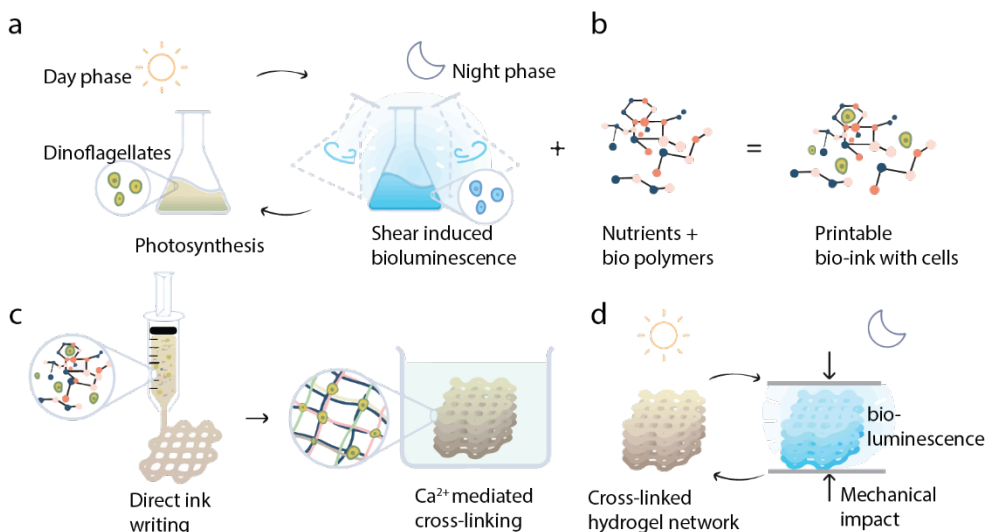 a
Day phase
Night phase
Dinoflagellates
Photosynthesis
Shear induced
bioluminescence
+
b
Nutrients +
bio polymers
=
Printable
bio-ink with cells
c
Direct ink
writing
Ca²⁺ mediated
cross-linking
d
bio-
luminescence
Cross-linked
hydrogel network
Mechanical
impact